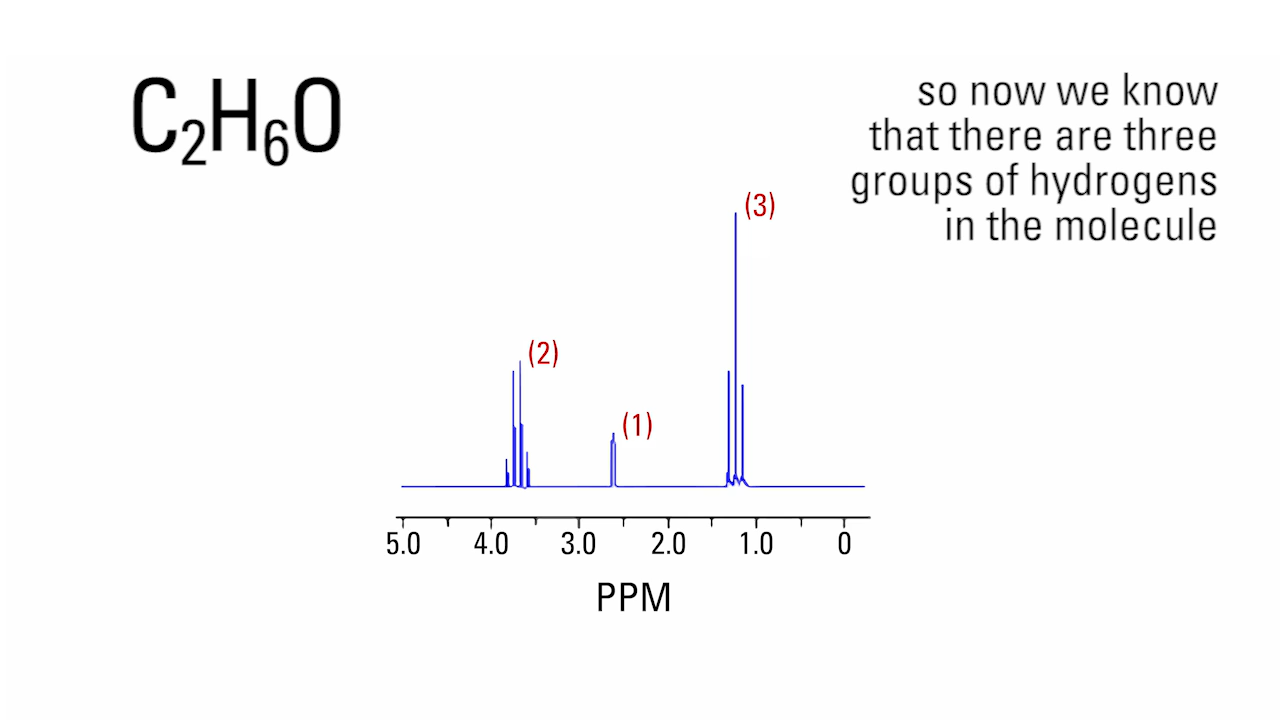 C₂H₆O
so now we know
that there are three
groups of hydrogens
in the molecule
(3)
(2)
(1)
5.0 4.0 3.0 2.0 1.0 0
PPM